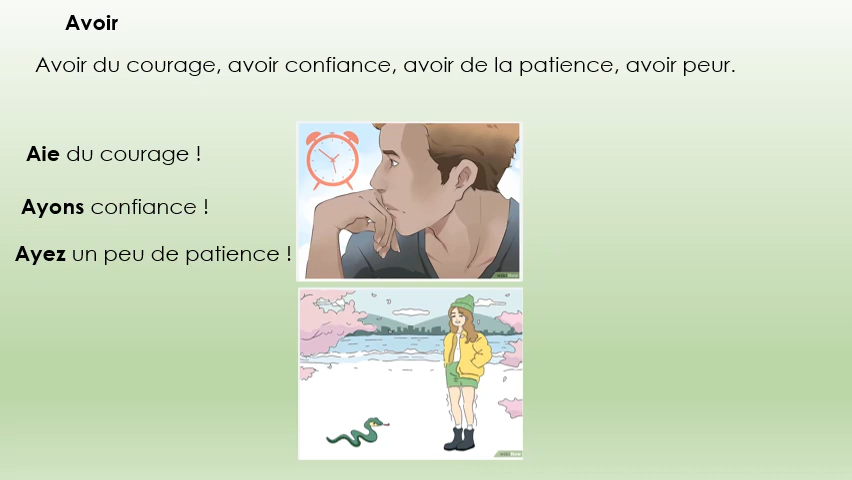 Avoir
Avoir du courage, avoir confiance, avoir de la patience, avoir peur.
Aie du courage !
Ayons confiance !
Ayez un peu de patience !